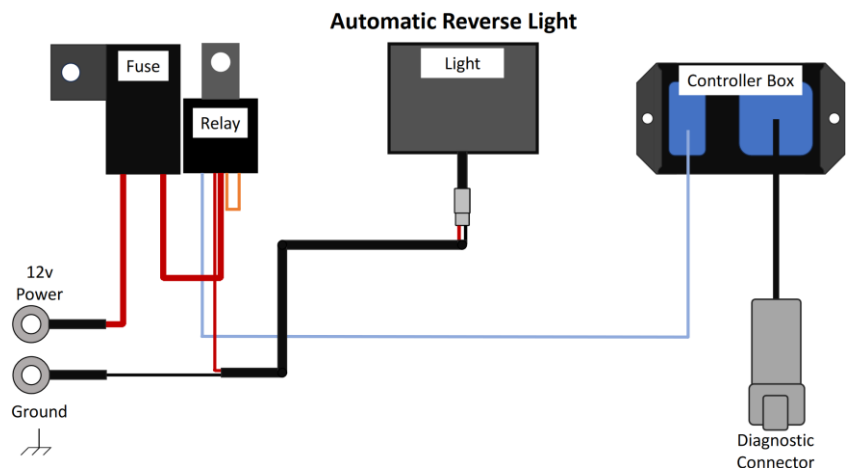 Automatic Reverse Light
Fuse
Relay
Light
Controller Box
12v
Power
Ground
Diagnostic
Connector